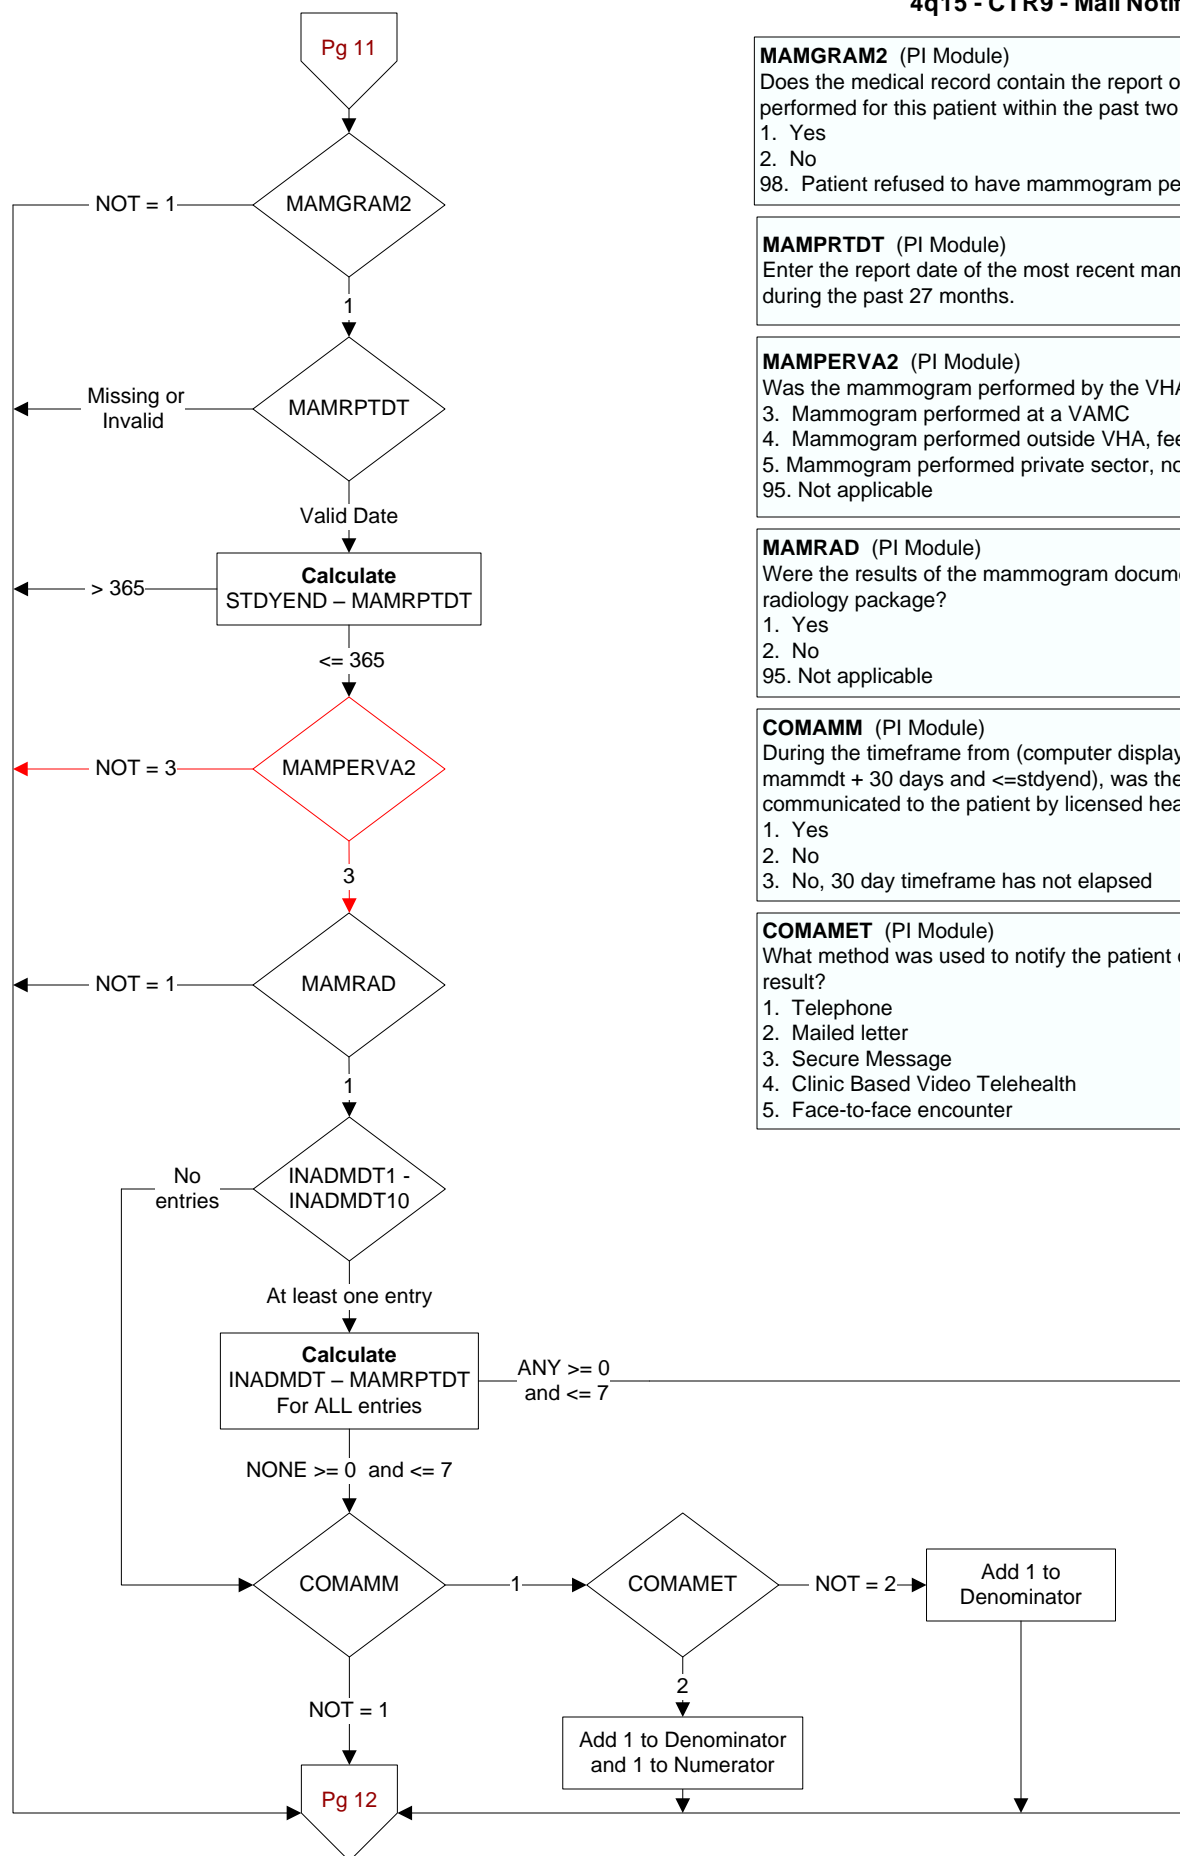 4q15 - CTR9 - Mail Notif
Pg 11
MAMGRAM2
NOT = 1
1
MAMRPTDT
Missing or
Invalid
Valid Date
Calculate
STDYEND – MAMRPTDT
> 365
<= 365
MAMPERVA2
NOT = 3
3
MAMRAD
NOT = 1
1
INADMDT1 -
INADMDT10
No
entries
At least one entry
Calculate
INADMDT – MAMRPTDT
For ALL entries
ANY >= 0
and <= 7
NONE >= 0 and <= 7
COMAMM
1
COMAMET
NOT = 2
Add 1 to
Denominator
NOT = 1
2
Add 1 to Denominator
and 1 to Numerator
Pg 12
MAMGRAM2 (PI Module)
Does the medical record contain the report o
performed for this patient within the past two
1. Yes
2. No
98. Patient refused to have mammogram pe
MAMPRTDT (PI Module)
Enter the report date of the most recent mam
during the past 27 months.
MAMPERVA2 (PI Module)
Was the mammogram performed by the VHA
3. Mammogram performed at a VAMC
4. Mammogram performed outside VHA, fee
5. Mammogram performed private sector, no
95. Not applicable
MAMRAD (PI Module)
Were the results of the mammogram docume
radiology package?
1. Yes
2. No
95. Not applicable
COMAMM (PI Module)
During the timeframe from (computer display
mammdt + 30 days and <=stdyend), was the
communicated to the patient by licensed hea
1. Yes
2. No
3. No, 30 day timeframe has not elapsed
COMAMET (PI Module)
What method was used to notify the patient o
result?
1. Telephone
2. Mailed letter
3. Secure Message
4. Clinic Based Video Telehealth
5. Face-to-face encounter